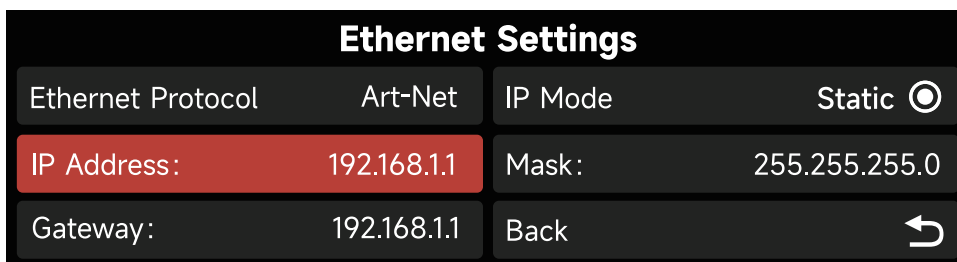 Ethernet Settings
Ethernet Protocol Art-Net IP Mode Static
IP Address: 192.168.1.1 Mask: 255.255.255.0
Gateway: 192.168.1.1 Back